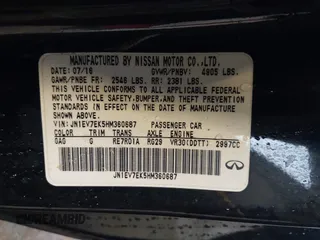 MANUFACTURED BY NISSAN MOTOR CO.,LTD.
DATE: 07/16 GVWR/PNBV: 4905 LBS.
GAWR/PNBE FR: 2546 LBS. RR: 2381 LBS.
THIS VEHICLE CONFORMS TO ALL APPLICABLE
FEDERAL MOTOR VEHICLE
SAFETY, BUMPER, AND THEFT PREVENTION
STANDARDS IN EFFECT ON THE DATE OF MANUFACTURE
SHOWN ABOVE.
VIN: JN1EV7EK5HM360687 PASSENGER CAR
COLOR TRIM TRANS AXLE ENGINE
GAG G RE7R01A RG29 VR30(DDTT) 2997CC
JN1EV7EK5HM360687
INFINITI